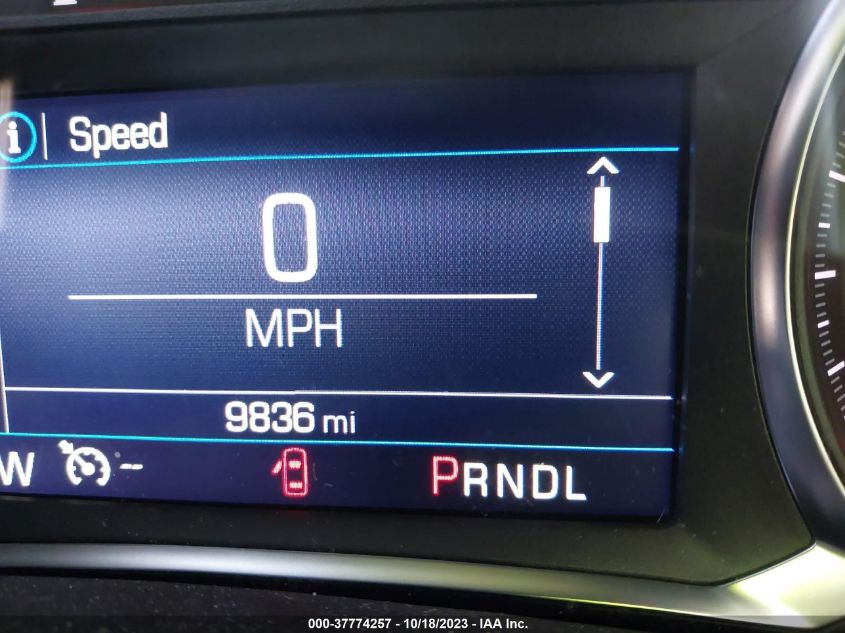 i | Speed
0
MPH
9836 mi
W -- PRNDL
000-37774257 - 10/18/2023 - IAA Inc.